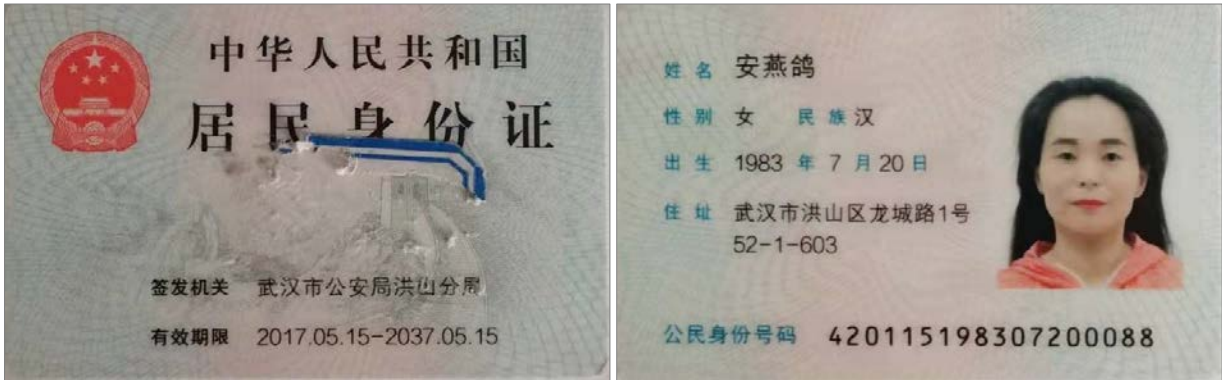 中华人民共和国
居民身份证
签发机关 武汉市公安局洪山分局
有效期限 2017.05.15-2037.05.15
姓名 安燕鸽
性别 女 民族 汉
出生 1983 年 7 月 20 日
住址 武汉市洪山区龙城路1号
52-1-603
公民身份号码 420115198307200088